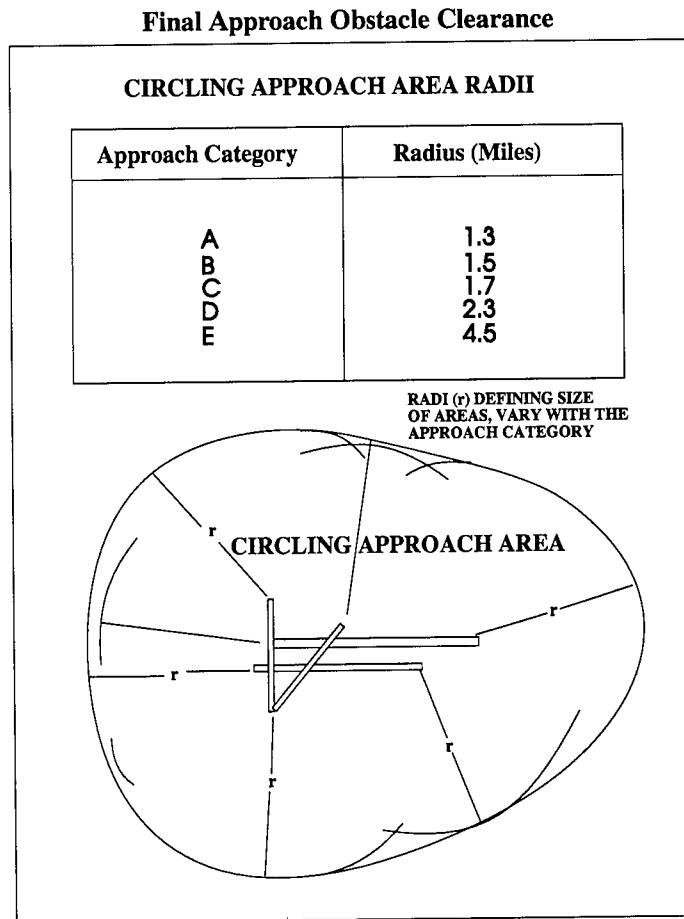 Final Approach Obstacle Clearance
CIRCLING APPROACH AREA RADII
Approach Category Radius (Miles)
A 1.3
B 1.5
C 1.7
D 2.3
E 4.5
RADI (r) DEFINING SIZE
OF AREAS, VARY WITH THE
APPROACH CATEGORY
r
CIRCLING APPROACH AREA
r
r
r
r